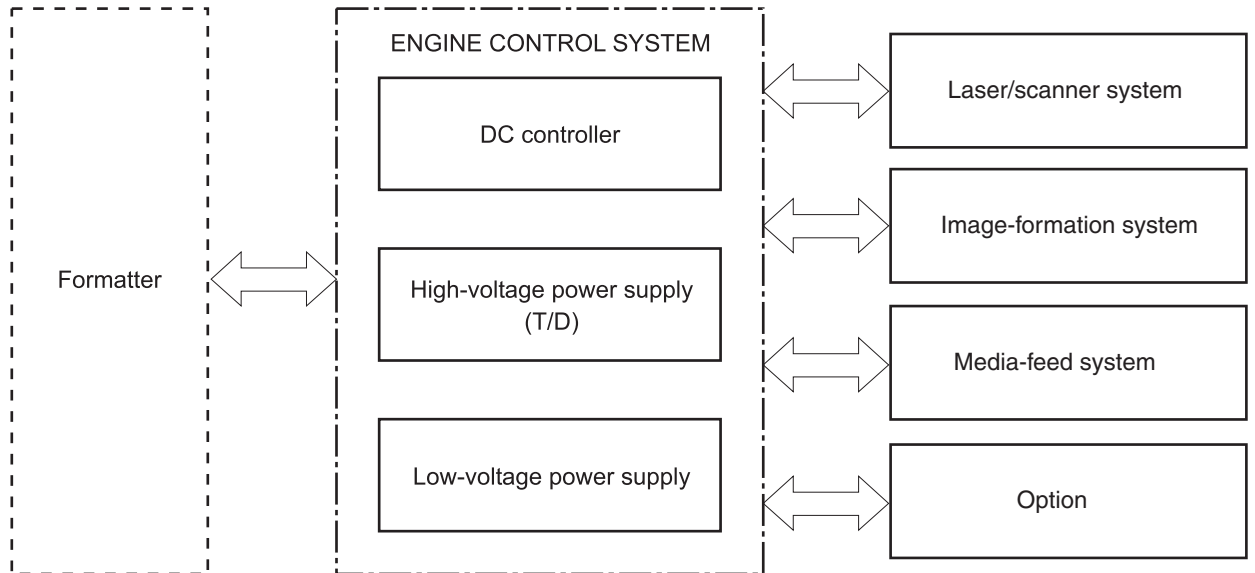 Formatter
ENGINE CONTROL SYSTEM
DC controller
High-voltage power supply
(T/D)
Low-voltage power supply
Laser/scanner system
Image-formation system
Media-feed system
Option